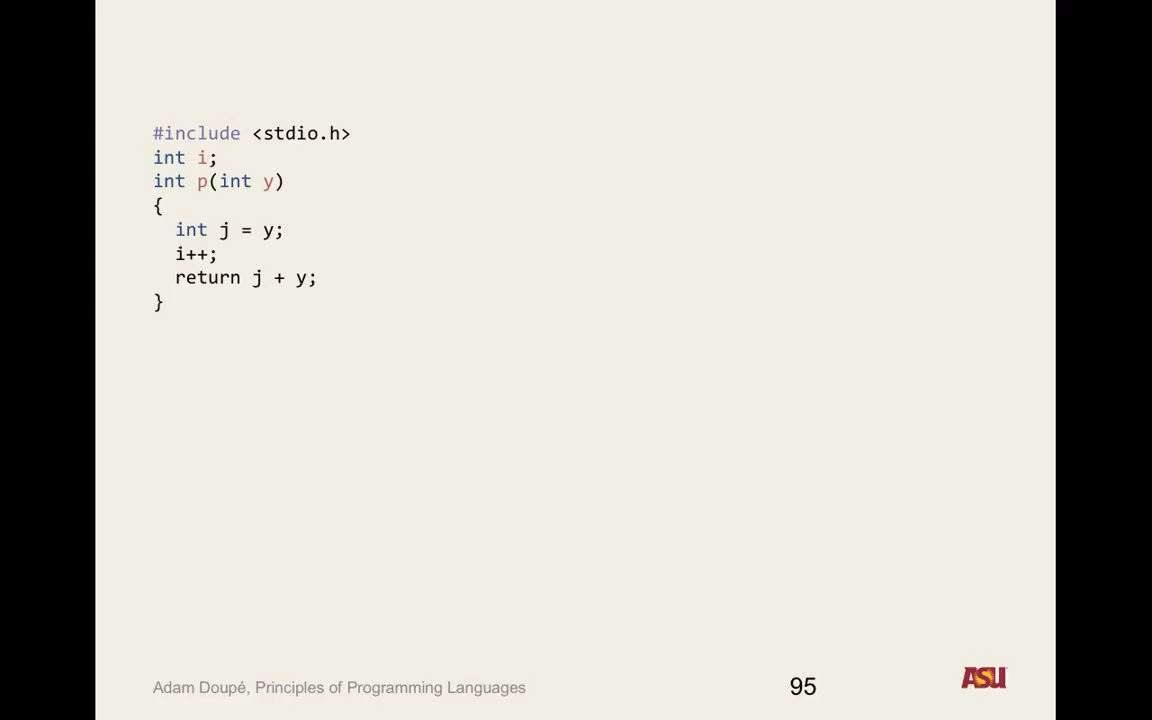 #include <stdio.h>
int i;
int p(int y)
{
  int j = y;
  i++;
  return j + y;
}
Adam Doupé, Principles of Programming Languages
95
ASU